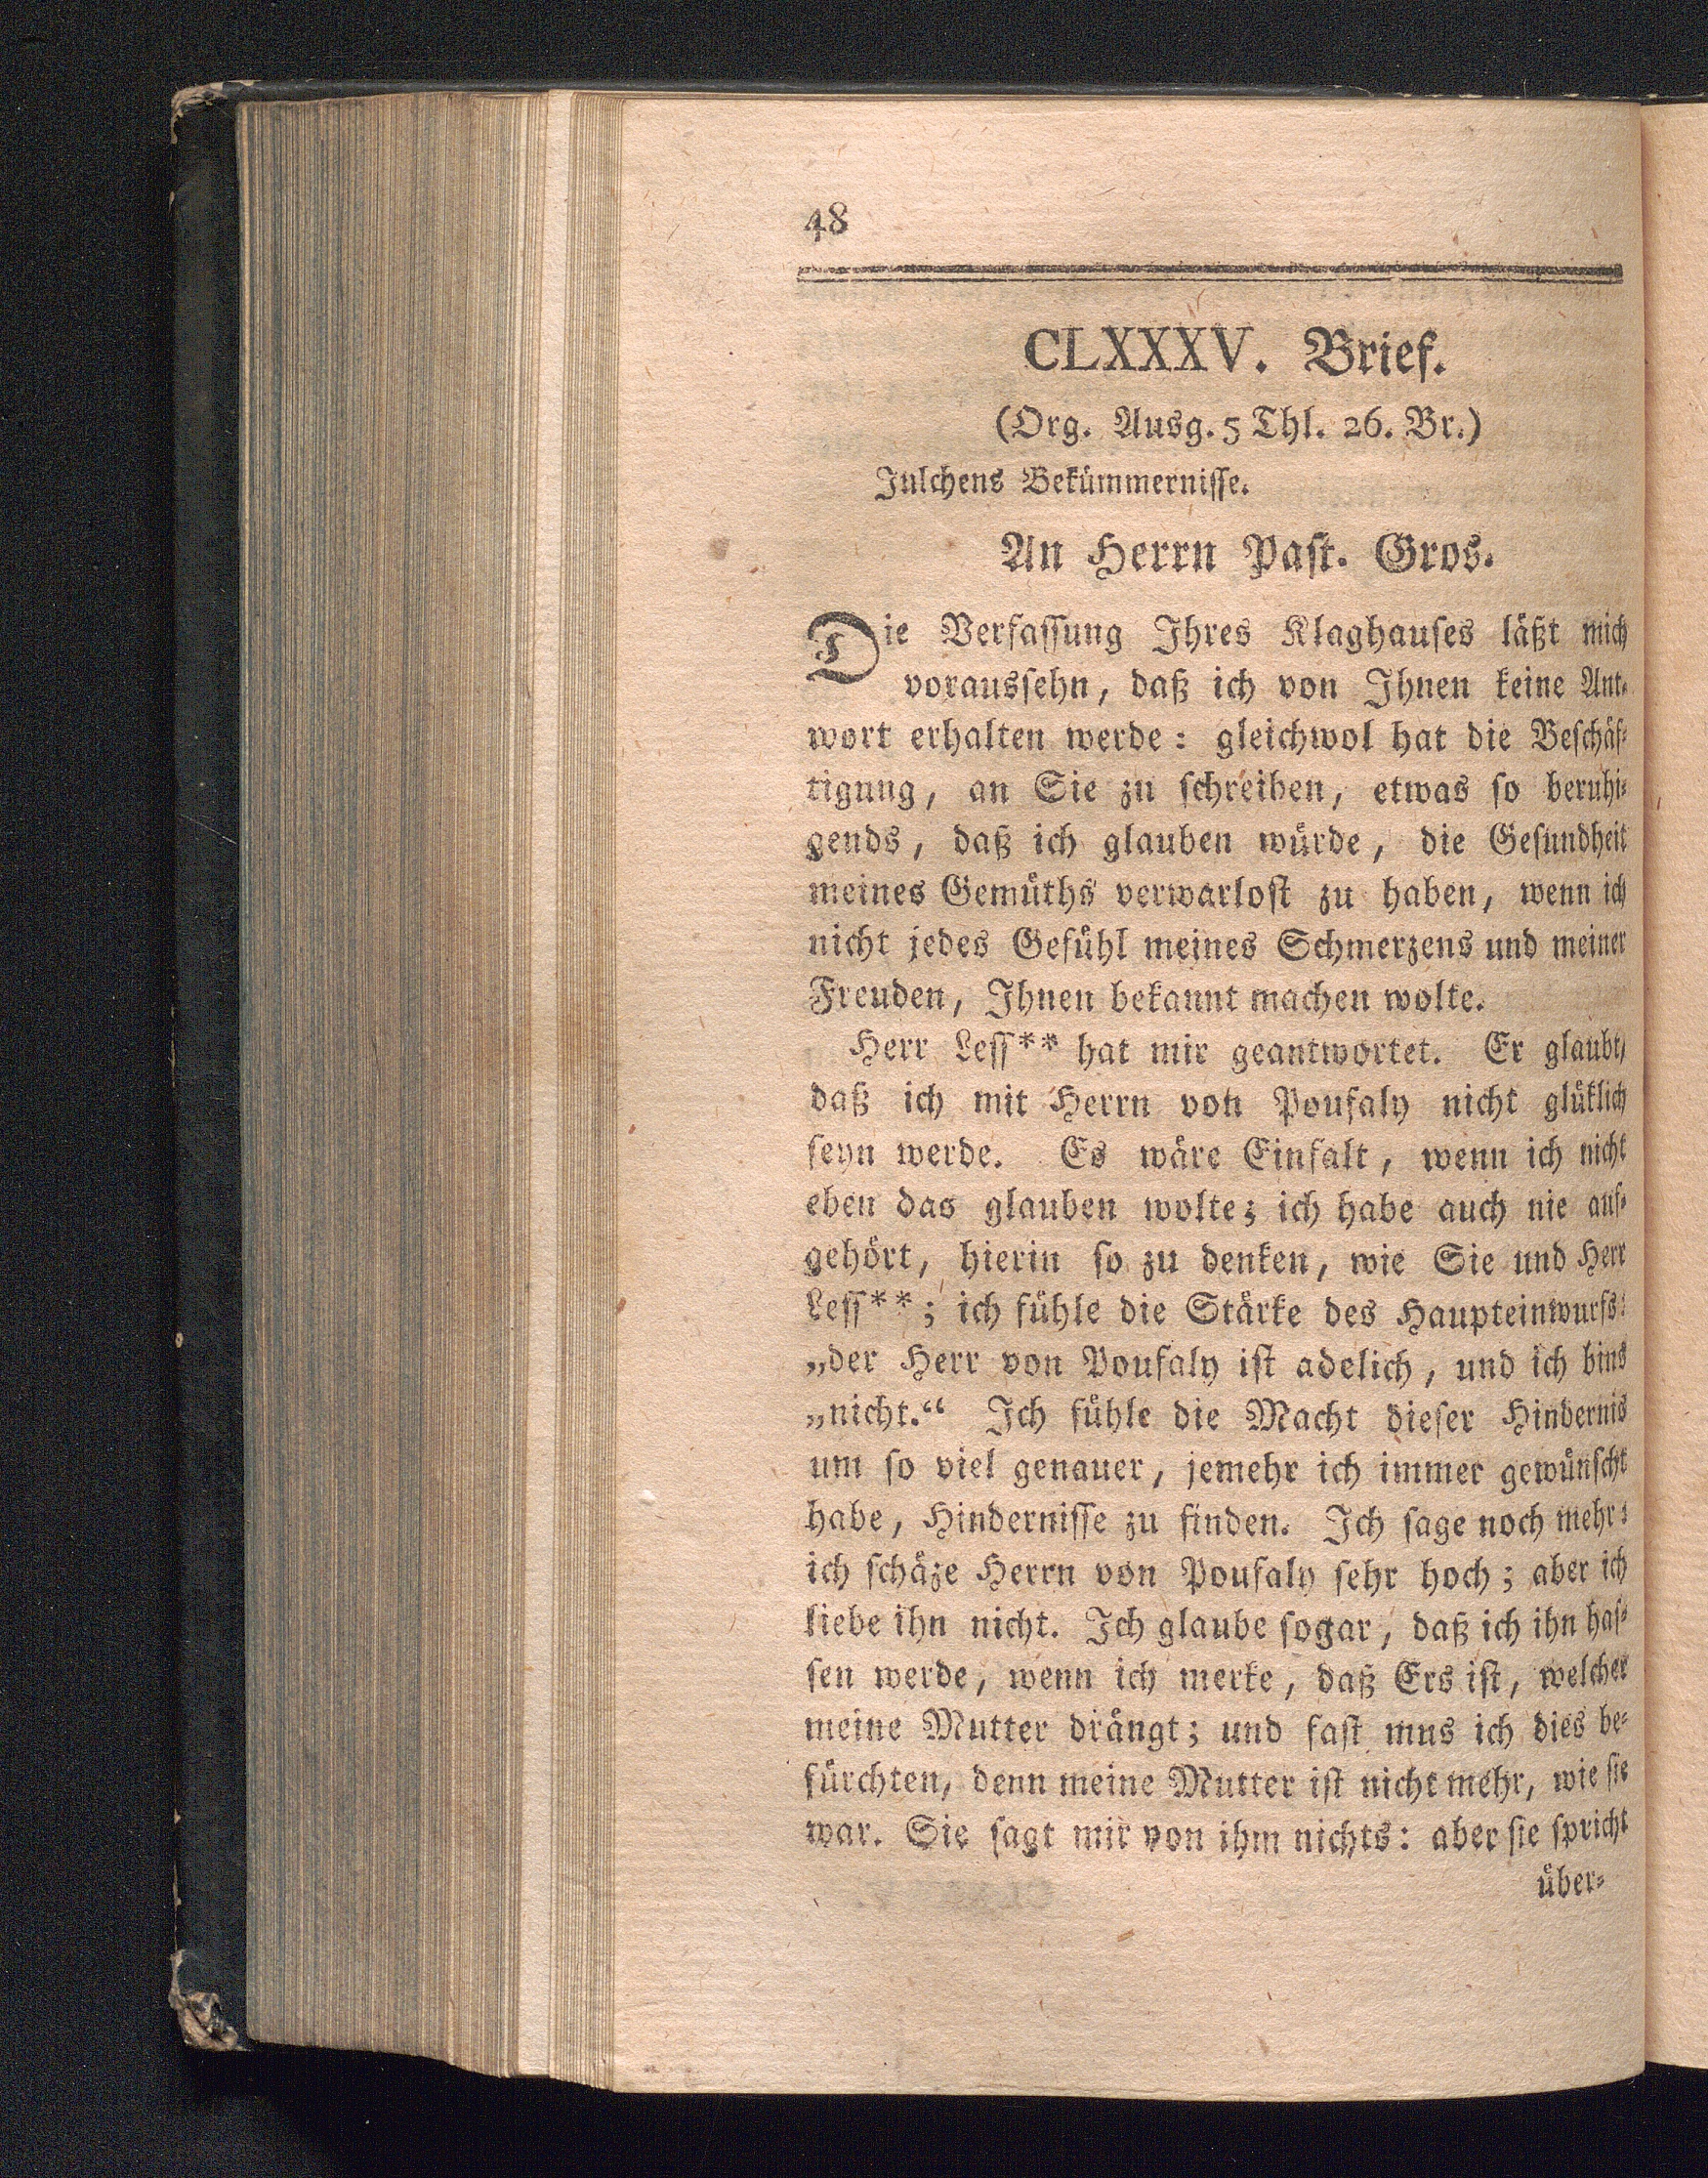 48
CLXXXV. Brief.
(Org. Ausg. 5 Thl. 26. Br.)
Julchens Bekümmernisse.
An Herrn Past. Gros.
Die Verfassung Ihres Klaghauses läßt mich
voraussehn, daß ich von Ihnen keine Ant-
wort erhalten werde: gleichwol hat die Beschäf-
tigung, an Sie zu schreiben, etwas so beruhi-
gends, daß ich glauben würde, die Gesundheit
meines Gemüths verwarlost zu haben, wenn ich
nicht jedes Gefühl meines Schmerzens und meiner
Freuden, Ihnen bekannt machen wolte.
Herr Less** hat mir geantwortet. Er glaubt,
daß ich mit Herrn von Poufaly nicht glüklich
seyn werde. Es wäre Einfalt, wenn ich nicht
eben das glauben wolte; ich habe auch nie auf-
gehört, hierin so zu denken, wie Sie und Herr
Less**; ich fühle die Stärke des Haupteinwurfs:
„der Herr von Poufaly ist adelich, und ich bins
„nicht.“ Ich fühle die Macht dieser Hindernis
um so viel genauer, jemehr ich immer gewünscht
habe, Hindernisse zu finden. Ich sage noch mehr:
ich schäze Herrn von Poufaly sehr hoch; aber ich
liebe ihn nicht. Ich glaube sogar, daß ich ihn has-
sen werde, wenn ich merke, daß Ers ist, welcher
meine Mutter drängt; und fast mus ich dies be-
fürchten, denn meine Mutter ist nicht mehr, wie sie
war. Sie sagt mir von ihm nichts: aber sie spricht
über-